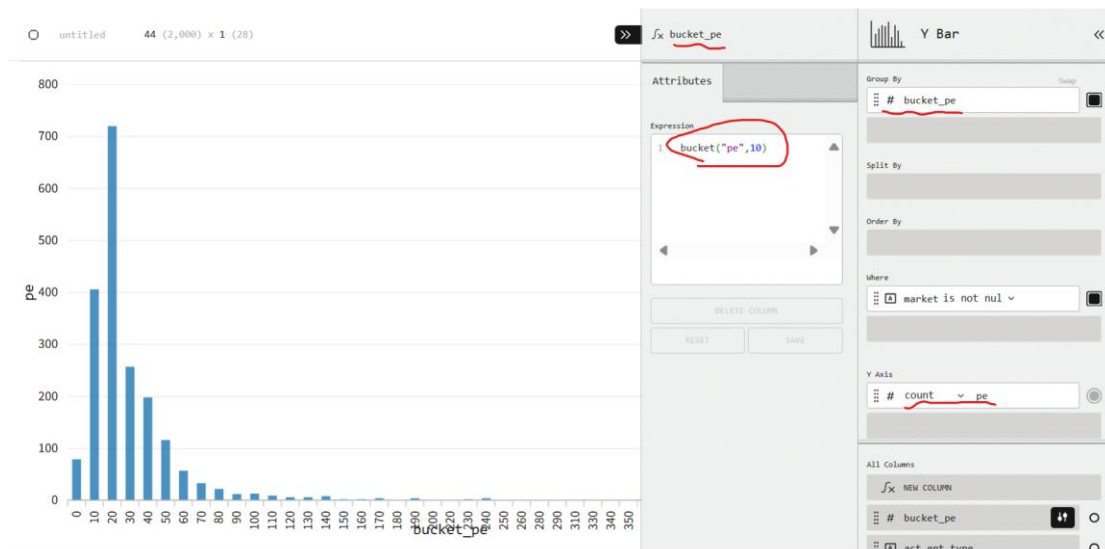 untitled 44 (2,000) × 1 (28)
800
700
600
500
400
300
200
100
0
pe
0 10 20 30 40 50 60 70 80 90 100 110 120 130 140 150 160 170 180 190 200 210 220 230 240 250 260 270 280 290 310 330 340 350
bucket_pe
»
ƒx bucket_pe
Attributes
Expression
1 bucket("pe",10)
DELETE COLUMN
RESET SAVE
Y Bar «
Group By Swap
# bucket_pe
Split By
Order By
Where
A market is not nul
Y Axis
# count pe
All Columns
ƒx NEW COLUMN
# bucket_pe
A act_ent_type